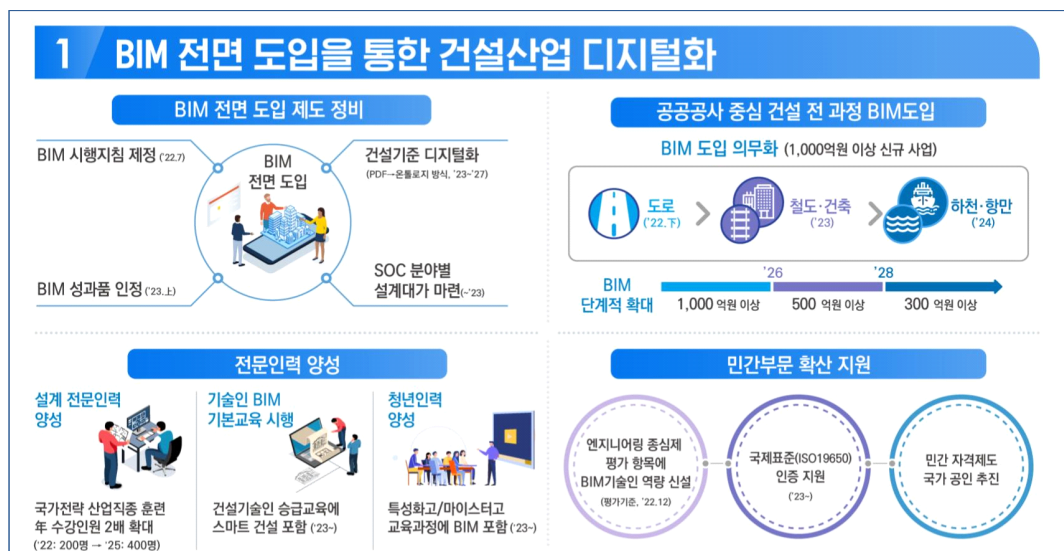 1 BIM 전면 도입을 통한 건설산업 디지털화
BIM 전면 도입 제도 정비
BIM 시행지침 제정 ('22.7)
BIM
전면 도입
건설기준 디지털화
(PDF→온톨로지 방식, '23~'27)
BIM 성과품 인정 ('23.上)
SOC 분야별
설계대가 마련(~'23)
공공공사 중심 건설 전 과정 BIM도입
BIM 도입 의무화 (1,000억원 이상 신규 사업)
도로
('22.下)
철도·건축
('23)
하천·항만
('24)
BIM
단계적 확대
'26
'28
1,000 억원 이상
500 억원 이상
300 억원 이상
전문인력 양성
설계 전문인력
양성
국가전략 산업직종 훈련
年 수강인원 2배 확대
('22: 200명 → '25: 400명)
기술인 BIM
기본교육 시행
건설기술인 승급교육에
스마트 건설 포함 ('23~)
청년인력
양성
특성화고/마이스터고
교육과정에 BIM 포함 ('23~)
민간부문 확산 지원
엔지니어링 종심제
평가 항목에
BIM기술인 역량 신설
(평가기준, '22.12)
국제표준(ISO19650)
인증 지원
('23~)
민간 자격제도
국가 공인 추진